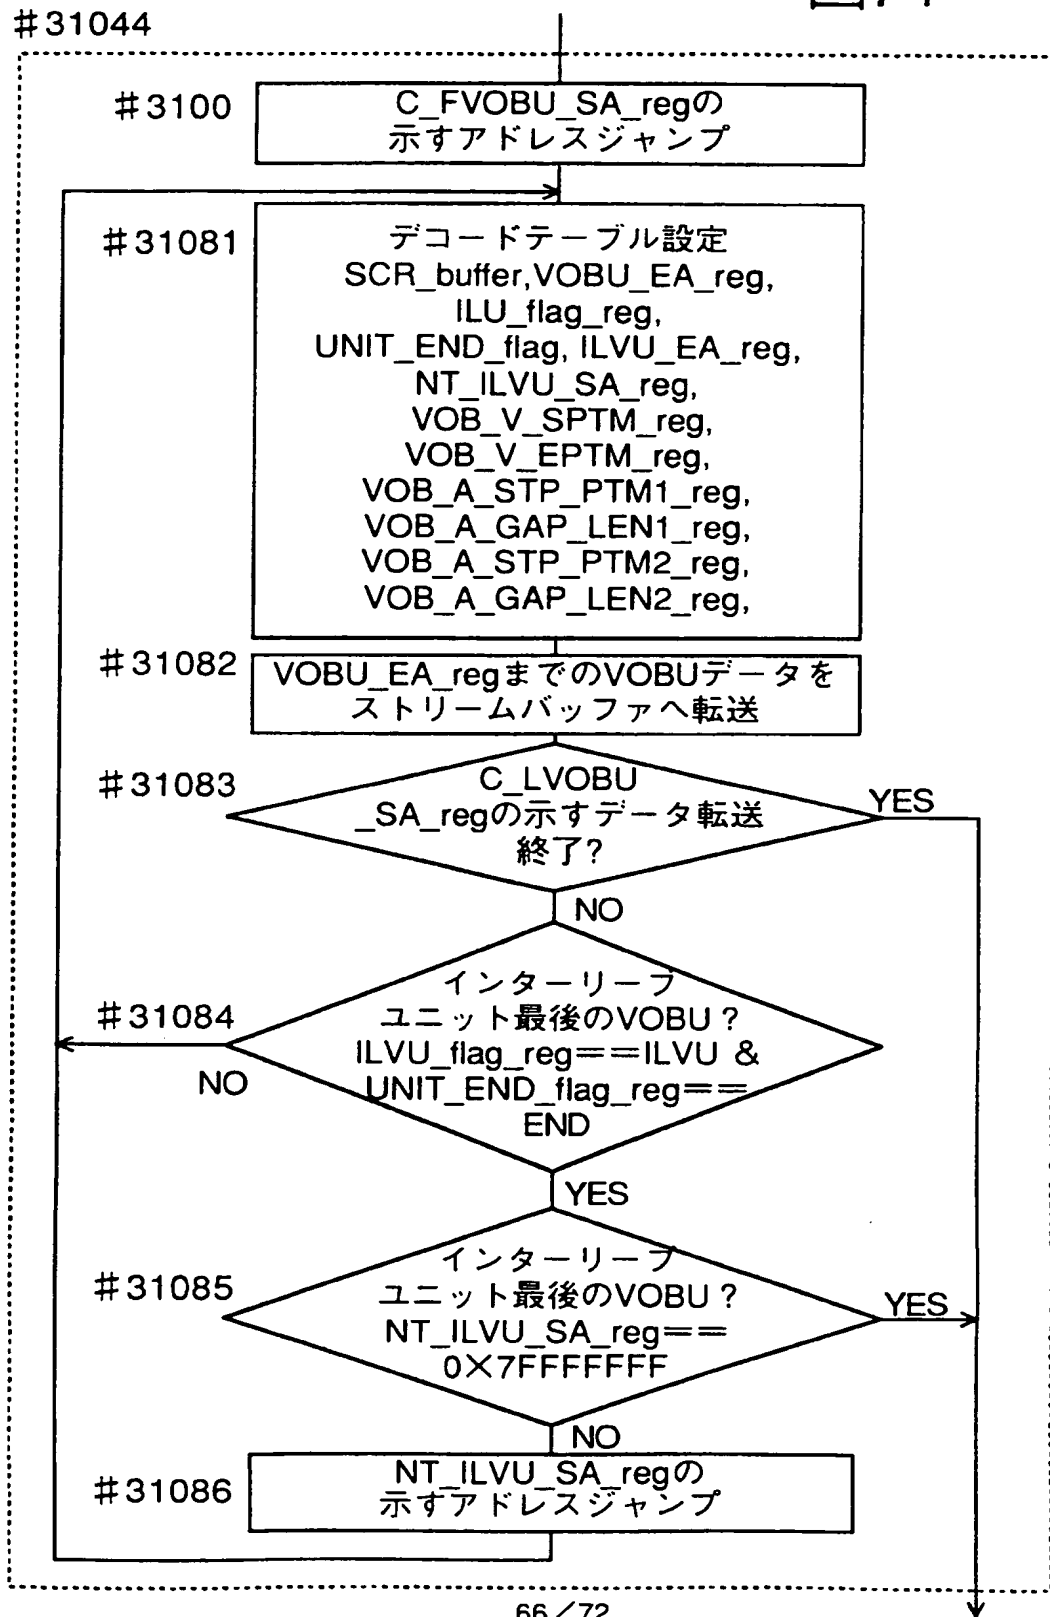 #31044
#3100
C_FVOBU_SA_regの
示すアドレスジャンプ
#31081
デコードテーブル設定
SCR_buffer,VOBU_EA_reg,
ILU_flag_reg,
UNIT_END_flag, ILVU_EA_reg,
NT_ILVU_SA_reg,
VOB_V_SPTM_reg,
VOB_V_EPTM_reg,
VOB_A_STP_PTM1_reg,
VOB_A_GAP_LEN1_reg,
VOB_A_STP_PTM2_reg,
VOB_A_GAP_LEN2_reg,
#31082
VOBU_EA_regまでのVOBUデータを
ストリームバッファへ転送
#31083
C_LVOBU
_SA_regの示すデータ転送
終了?
YES
NO
#31084
インターリーブ
ユニット最後のVOBU?
ILVU_flag_reg==ILVU &
UNIT_END_flag_reg==
END
NO
YES
#31085
インターリーブ
ユニット最後のVOBU?
NT_ILVU_SA_reg==
0×7FFFFFFF
YES
NO
#31086
NT_ILVU_SA_regの
示すアドレスジャンプ
66/72